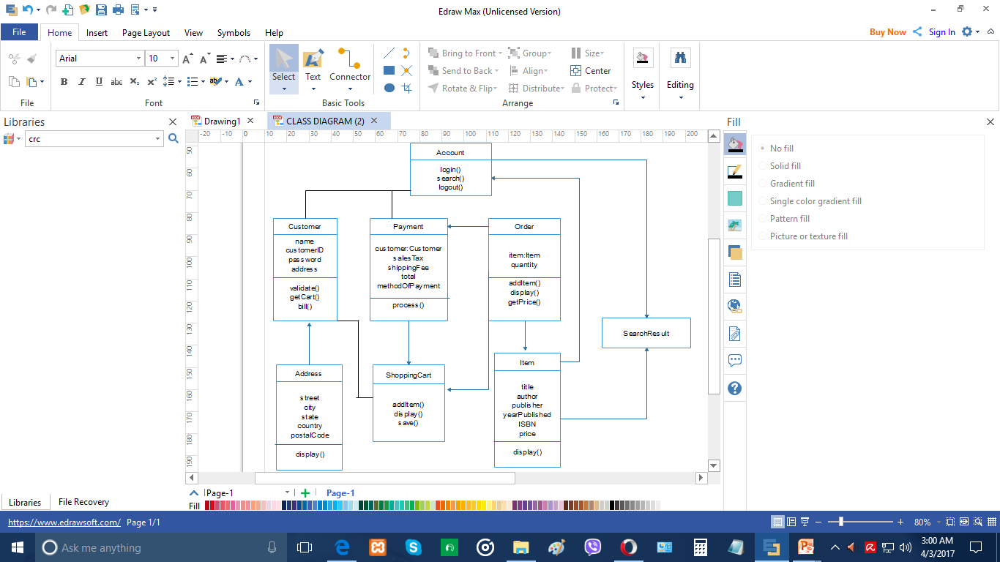 Edraw Max (Unlicensed Version)
File Home Insert Page Layout View Symbols Help
Buy Now Sign In
Arial 10
B I U abc X₂ X²
Select Text Connector
Bring to Front Group Size
Send to Back Align Center
Rotate & Flip Distribute Protect
Styles Editing
File Font Basic Tools Arrange
Libraries
crc
Drawing1 CLASS DIAGRAM (2)
-20 -10 0 10 20 30 40 50 60 70 80 90 100 110 120 130 140 150 160 170 180 190 200
50
60
70
80
90
100
110
120
130
140
150
160
170
180
190
Account
login()
search()
logout()
Customer
name
customerID
password
address
validate()
getCart()
bill()
Payment
customer:Customer
salesTax
shippingFee
total
methodOfPayment
process()
Order
item:Item
quantity
addItem()
display()
getPrice()
SearchResult
Address
street
city
state
country
postalCode
display()
ShoppingCart
addItem()
display()
save()
Item
title
author
publisher
yearPublished
ISBN
price
display()
Fill
No fill
Solid fill
Gradient fill
Single color gradient fill
Pattern fill
Picture or texture fill
Page-1 Page-1
Libraries File Recovery
Fill
https://www.edrawsoft.com/ Page 1/1
80%
Ask me anything
3:00 AM
4/3/2017